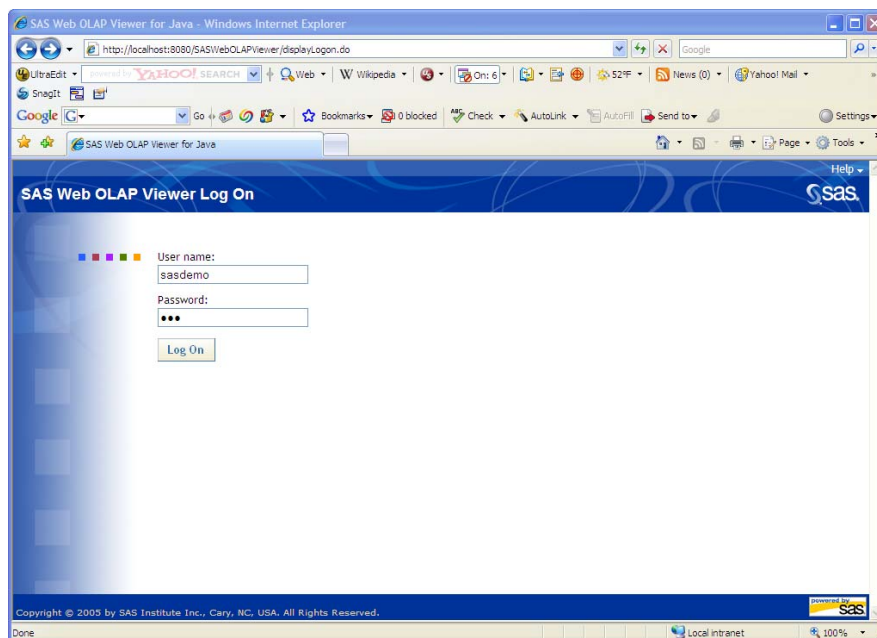 SAS Web OLAP Viewer for Java - Windows Internet Explorer
http://localhost:8080/SASWebOLAPViewer/displayLogon.do
Google
UltraEdit powered by YAHOO! SEARCH Web W Wikipedia On: 6 52°F News (0) Yahoo! Mail »
SnagIt
Google G Go Bookmarks 0 blocked ABC Check AutoLink AutoFill Send to Settings
SAS Web OLAP Viewer for Java Page Tools
Help
SAS Web OLAP Viewer Log On
sas.
User name:
sasdemo
Password:
Log On
powered by
sas
Copyright © 2005 by SAS Institute Inc., Cary, NC, USA. All Rights Reserved.
Done Local intranet 100%